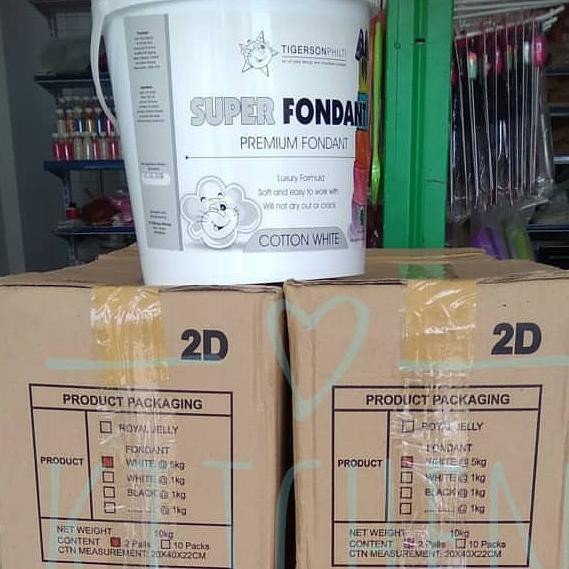 TIGERSONPHILTI
SUPER FONDANT
PREMIUM FONDANT
Luxury Formula
Soft and easy to work with
Will not dry out or crack
COTTON WHITE
2D
PRODUCT PACKAGING
PRODUCT
ROYAL JELLY
FONDANT
WHITE @ 5kg
WHITE @ 1kg
BLACK @ 1kg
@ 1kg
NET WEIGHT 10kg
CONTENT 2 Pails 10 Packs
CTN MEASUREMENT: 20X40X22CM
2D
PRODUCT PACKAGING
PRODUCT
ROYAL JELLY
FONDANT
WHITE @ 5kg
WHITE @ 1kg
BLACK @ 1kg
@ 1kg
NET WEIGHT 10kg
CONTENT 2 Pails 10 Packs
CTN MEASUREMENT: 20X40X22CM